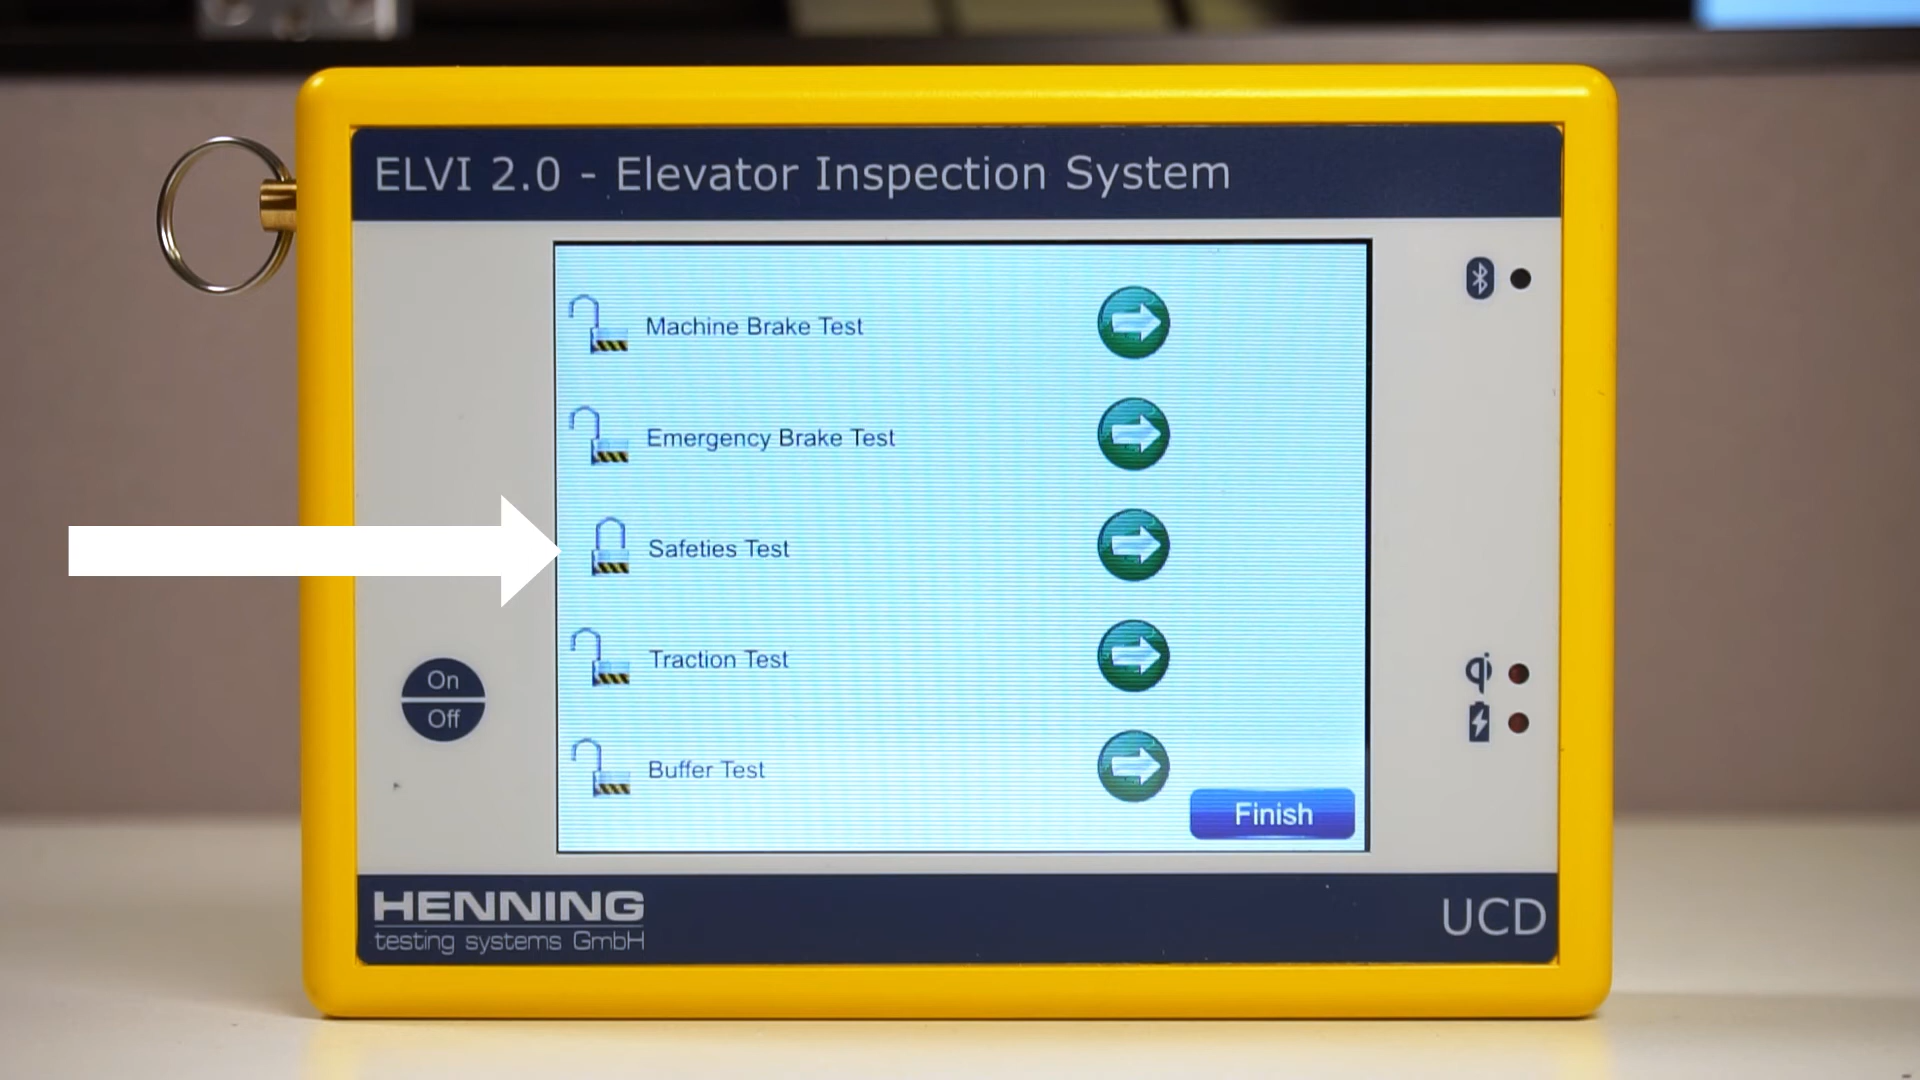 ELVI 2.0 - Elevator Inspection System
Machine Brake Test
Emergency Brake Test
Safeties Test
Traction Test
Buffer Test
Finish
On
Off
HENNING
testing systems GmbH
UCD